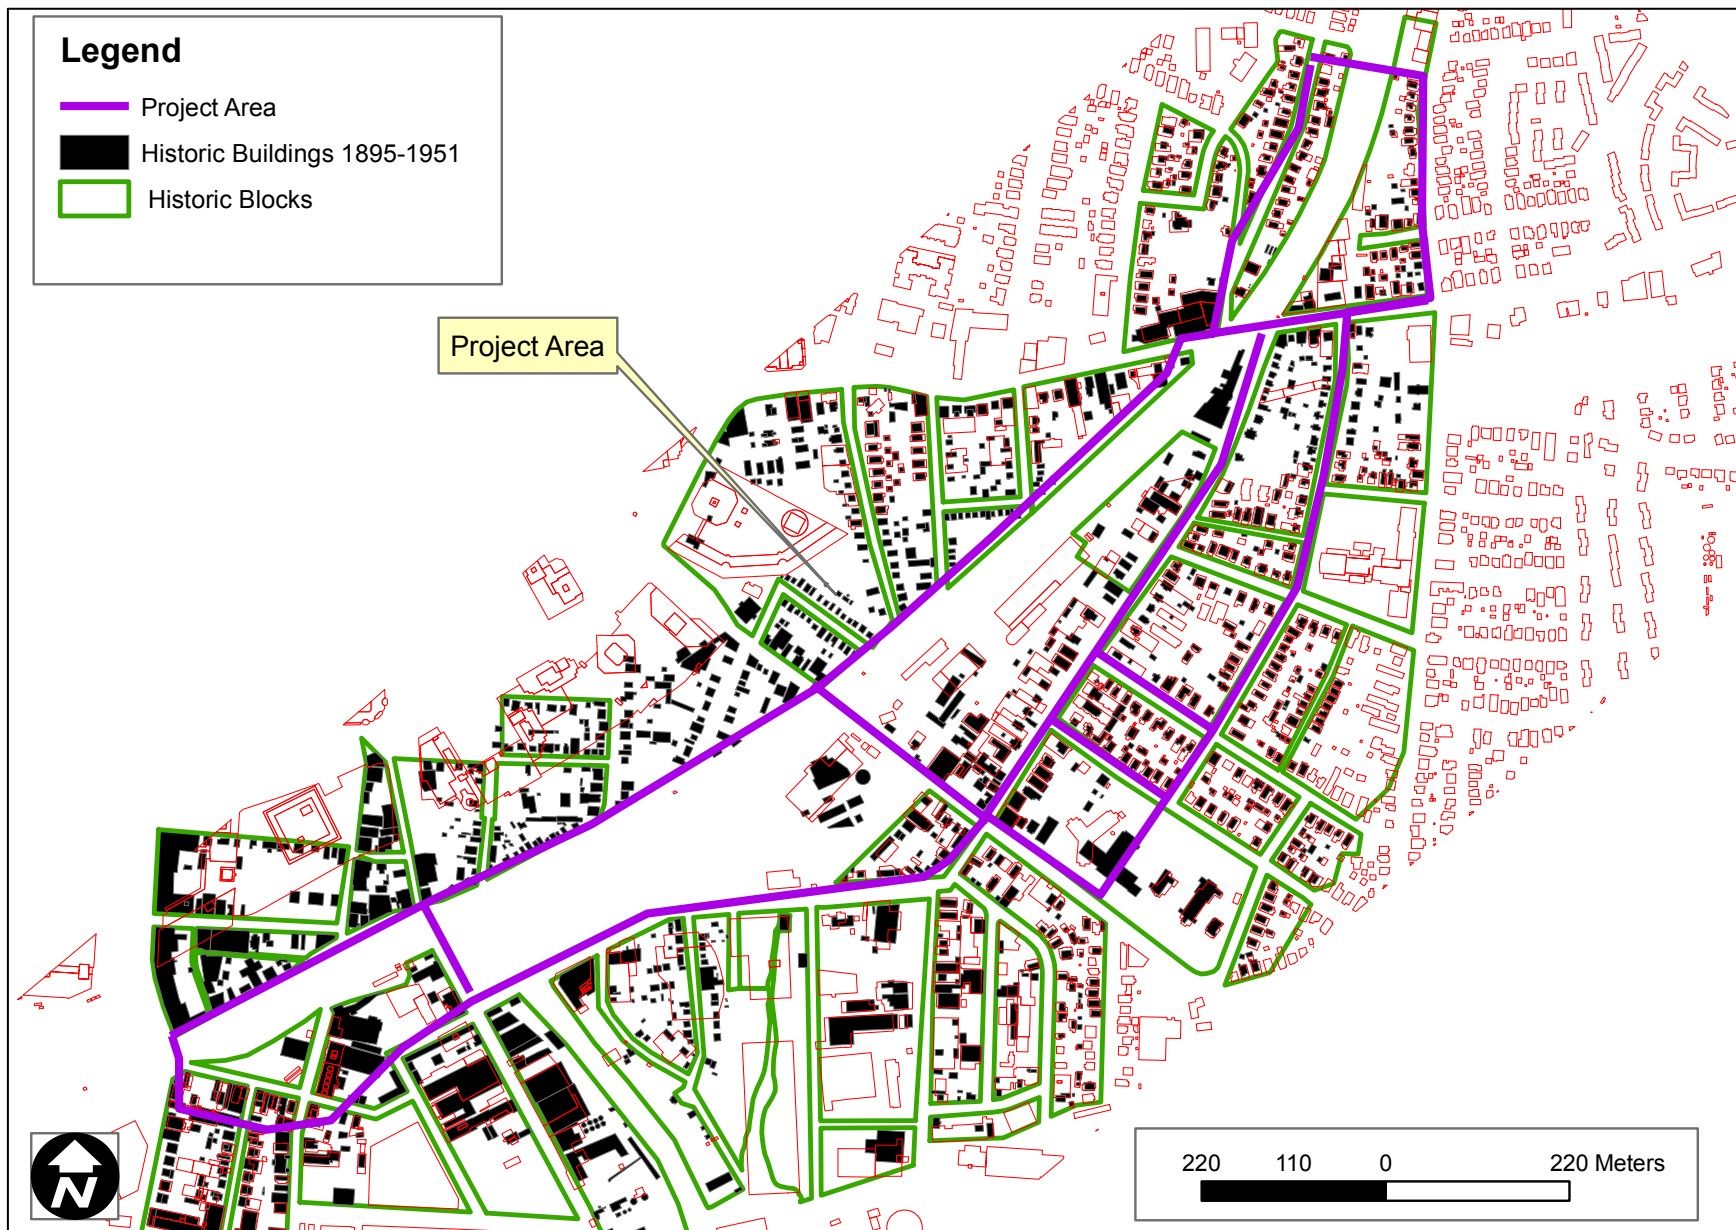 Legend
Project Area
Historic Buildings 1895-1951
Historic Blocks
Project Area
N
220 110 0 220 Meters